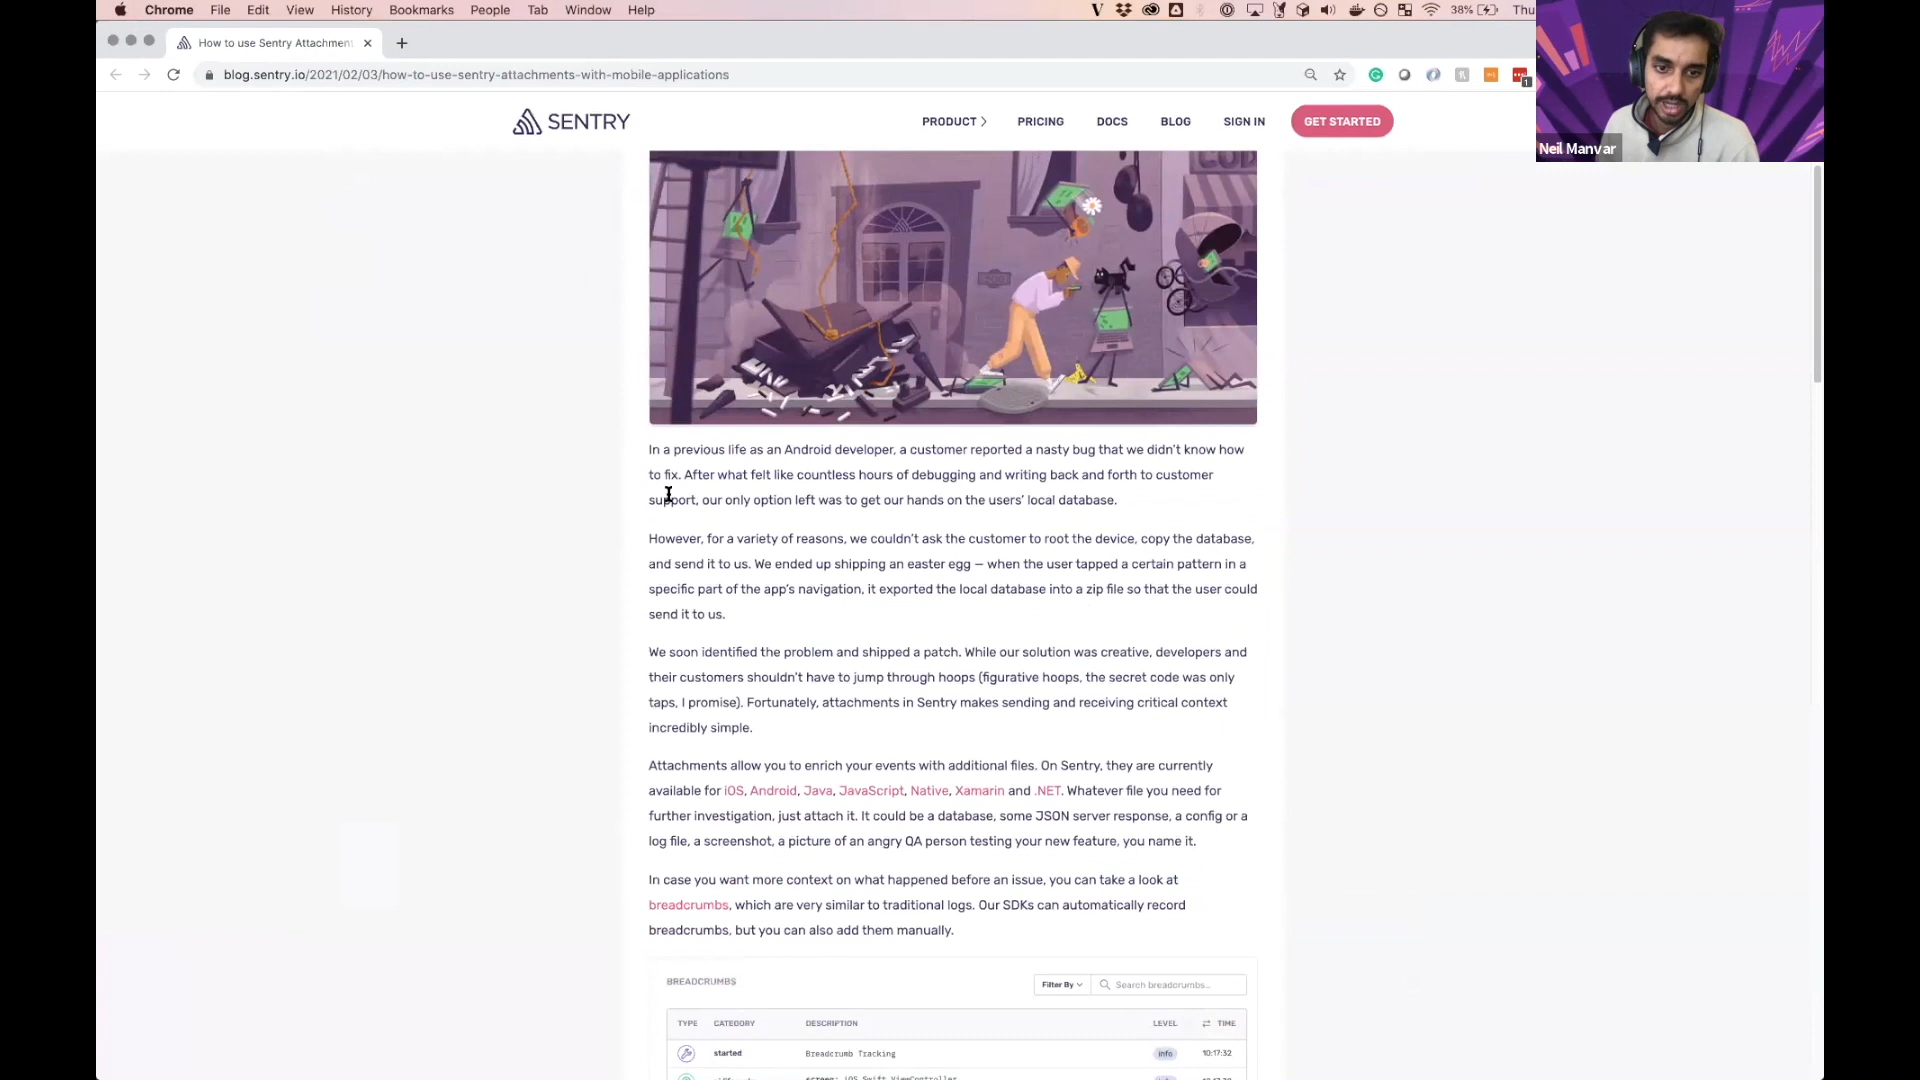 Chrome File Edit View History Bookmarks People Tab Window Help
38% Thu
How to use Sentry Attachment
blog.sentry.io/2021/02/03/how-to-use-sentry-attachments-with-mobile-applications
1
Neil Manvar
SENTRY
PRODUCT PRICING DOCS BLOG SIGN IN GET STARTED
In a previous life as an Android developer, a customer reported a nasty bug that we didn't know how
to fix. After what felt like countless hours of debugging and writing back and forth to customer
support, our only option left was to get our hands on the users' local database.
However, for a variety of reasons, we couldn't ask the customer to root the device, copy the database,
and send it to us. We ended up shipping an easter egg — when the user tapped a certain pattern in a
specific part of the app's navigation, it exported the local database into a zip file so that the user could
send it to us.
We soon identified the problem and shipped a patch. While our solution was creative, developers and
their customers shouldn't have to jump through hoops (figurative hoops, the secret code was only
taps, I promise). Fortunately, attachments in Sentry makes sending and receiving critical context
incredibly simple.
Attachments allow you to enrich your events with additional files. On Sentry, they are currently
available for iOS, Android, Java, JavaScript, Native, Xamarin and .NET. Whatever file you need for
further investigation, just attach it. It could be a database, some JSON server response, a config or a
log file, a screenshot, a picture of an angry QA person testing your new feature, you name it.
In case you want more context on what happened before an issue, you can take a look at
breadcrumbs, which are very similar to traditional logs. Our SDKs can automatically record
breadcrumbs, but you can also add them manually.
BREADCRUMBS
Filter By
Search breadcrumbs...
TYPE CATEGORY DESCRIPTION LEVEL TIME
started Breadcrumb Tracking info 10:17:32